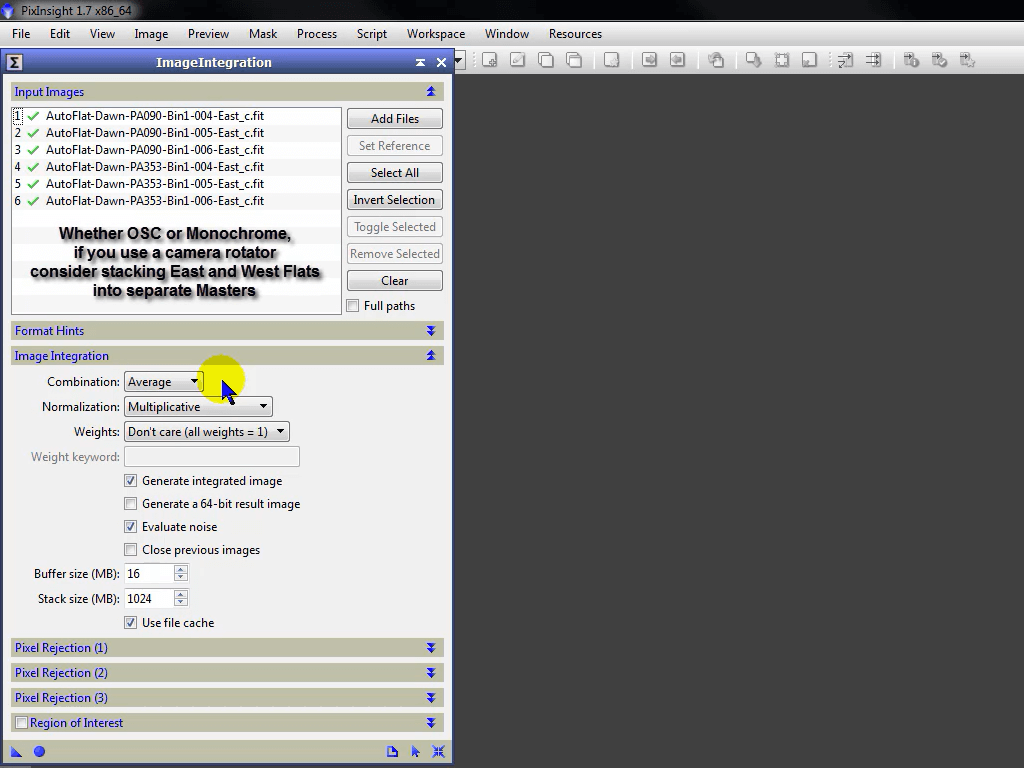 PixInsight 1.7 x86_64
File Edit View Image Preview Mask Process Script Workspace Window Resources
Σ ImageIntegration
Input Images
1 AutoFlat-Dawn-PA090-Bin1-004-East_c.fit
2 AutoFlat-Dawn-PA090-Bin1-005-East_c.fit
3 AutoFlat-Dawn-PA090-Bin1-006-East_c.fit
4 AutoFlat-Dawn-PA353-Bin1-004-East_c.fit
5 AutoFlat-Dawn-PA353-Bin1-005-East_c.fit
6 AutoFlat-Dawn-PA353-Bin1-006-East_c.fit
Whether OSC or Monochrome,
if you use a camera rotator
consider stacking East and West Flats
into separate Masters
Add Files
Set Reference
Select All
Invert Selection
Toggle Selected
Remove Selected
Clear
Full paths
Format Hints
Image Integration
Combination: Average
Normalization: Multiplicative
Weights: Don't care (all weights = 1)
Weight keyword:
Generate integrated image
Generate a 64-bit result image
Evaluate noise
Close previous images
Buffer size (MB): 16
Stack size (MB): 1024
Use file cache
Pixel Rejection (1)
Pixel Rejection (2)
Pixel Rejection (3)
Region of Interest